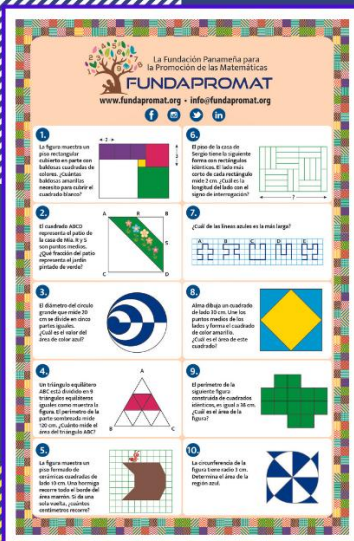 La Fundación Panameña para
la Promoción de las Matemáticas
FUNDAPROMAT
www.fundapromat.org • info@fundapromat.org
1.
La figura muestra un
piso rectangular
cubierto en parte con
baldosas cuadradas de
colores. ¿Cuántas
baldosas amarillas
necesito para cubrir el
cuadrado blanco?
2.
El cuadrado ABCD
representa el patio de
la casa de Mía. R y S
son puntos medios.
¿Qué fracción del patio
representa el jardín
pintado de verde?
A R B
S
C D
3.
El diámetro del círculo
grande que mide 20
cm se divide en cinco
partes iguales.
¿Cuál es el valor del
área de color azul?
4.
Un triángulo equilátero
ABC está dividido en 9
triángulos equiláteros
iguales como muestra la
figura. El perímetro de la
parte sombreada mide
120 cm. ¿Cuánto mide el
área del triángulo ABC?
A
B C
5.
La figura muestra un
piso formado de
cerámicas cuadradas de
lado 10 cm. Una hormiga
recorre todo el borde del
área marrón. Si da una
sola vuelta, ¿cuántos
centímetros recorre?
6.
El piso de la casa de
Sergio tiene la siguiente
forma con rectángulos
idénticos. El lado más
corto de cada rectángulo
mide 2 cm. ¿Cuál es la
longitud del lado con el
signo de interrogación?
?
7.
¿Cuál de las líneas azules es la más larga?
A B C D E
8.
Alma dibuja un cuadrado
de lado 10 cm. Une los
puntos medios de los
lados y forma el cuadrado
de color amarillo.
¿Cuál es el área de este
cuadrado?
9.
El perímetro de la
siguiente figura
construida de cuadrados
idénticos, es igual a 36 cm.
¿Cuál es el área de la
figura?
10.
La circunferencia de la
figura tiene radio 3 cm.
Determina el área de la
región azul.